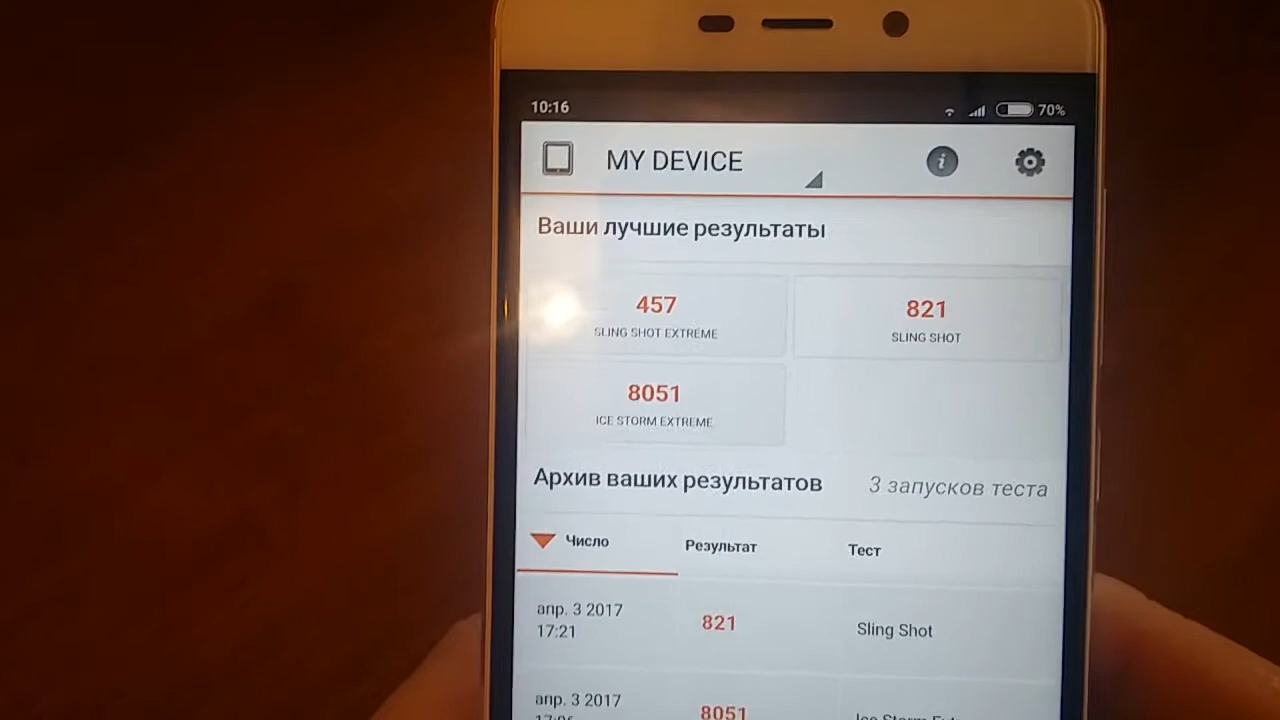 10:16
70%
MY DEVICE
Ваши лучшие результаты
457
SLING SHOT EXTREME
821
SLING SHOT
8051
ICE STORM EXTREME
Архив ваших результатов
3 запусков теста
Число
Результат
Тест
апр. 3 2017
17:21
821
Sling Shot
апр. 3 2017
8051
Ice Storm